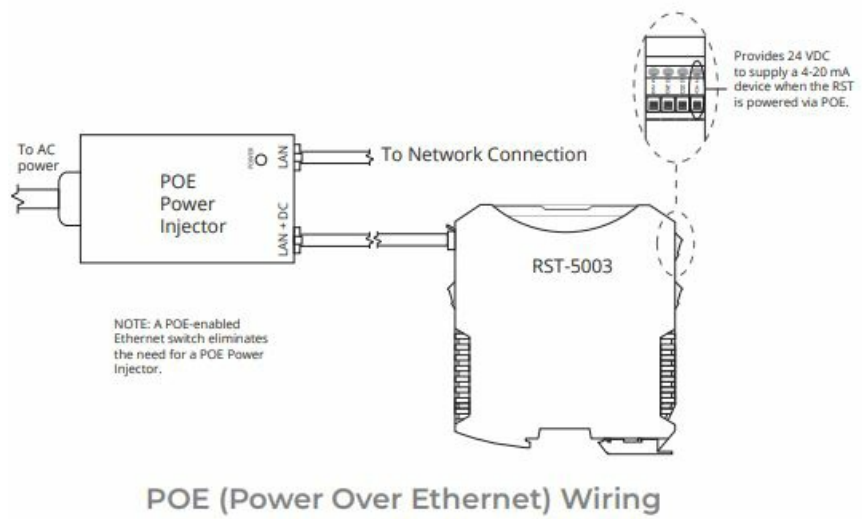 Provides 24 VDC
to supply a 4-20 mA
device when the RST
is powered via POE.
To AC
power
POWER
LAN
To Network Connection
POE
Power
Injector
LAN + DC
RST-5003
NOTE: A POE-enabled
Ethernet switch eliminates
the need for a POE Power
Injector.
POE (Power Over Ethernet) Wiring